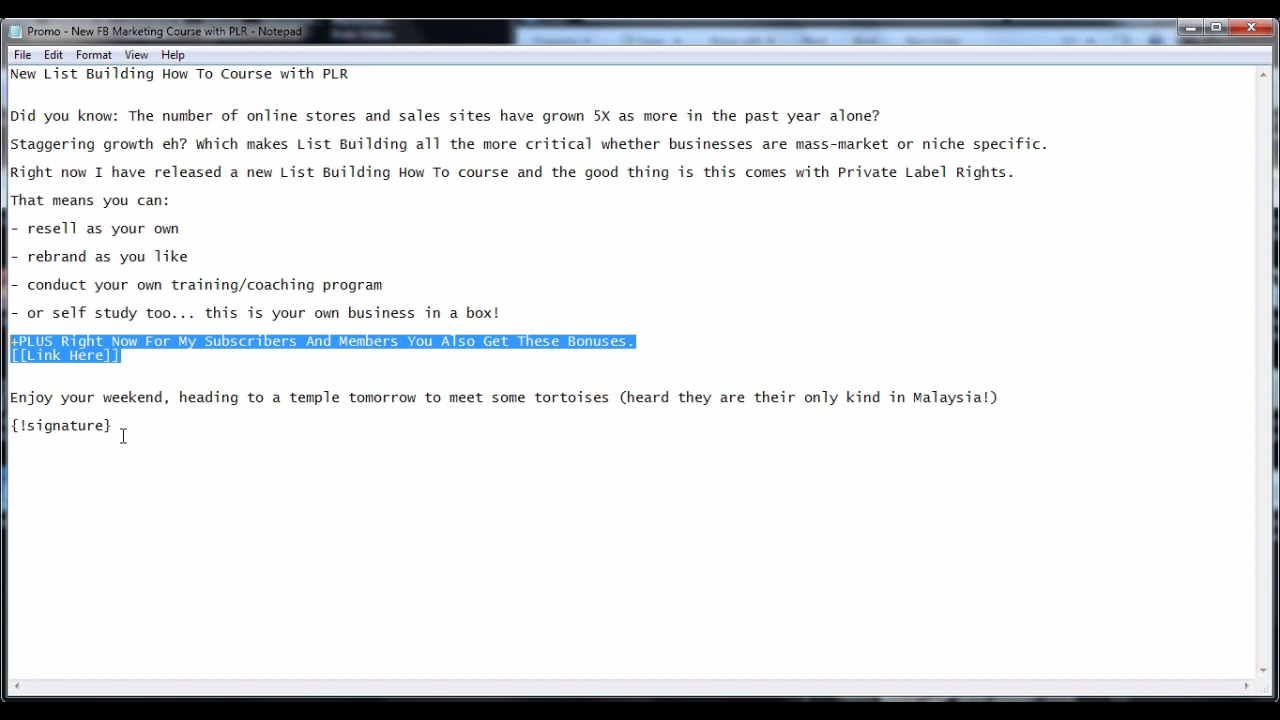 Promo - New FB Marketing Course with PLR - Notepad
File Edit Format View Help
New List Building How To Course with PLR
Did you know: The number of online stores and sales sites have grown 5X as more in the past year alone?
Staggering growth eh? Which makes List Building all the more critical whether businesses are mass-market or niche specific.
Right now I have released a new List Building How To course and the good thing is this comes with Private Label Rights.
That means you can:
- resell as your own
- rebrand as you like
- conduct your own training/coaching program
- or self study too... this is your own business in a box!
+PLUS Right Now For My Subscribers And Members You Also Get These Bonuses.
[[Link Here]]
Enjoy your weekend, heading to a temple tomorrow to meet some tortoises (heard they are their only kind in Malaysia!)
{!signature}